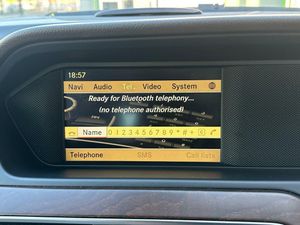 18:57
Navi Audio Tel. Video System
Ready for Bluetooth telephony...
(no telephone authorised)
Name 0 1 2 3 4 5 6 7 8 9 * # +
Telephone SMS Call lists